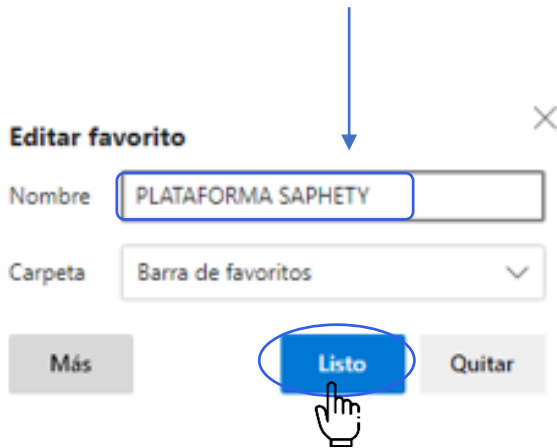 Editar favorito
Nombre PLATAFORMA SAPHETY
Carpeta Barra de favoritos
Más Listo Quitar